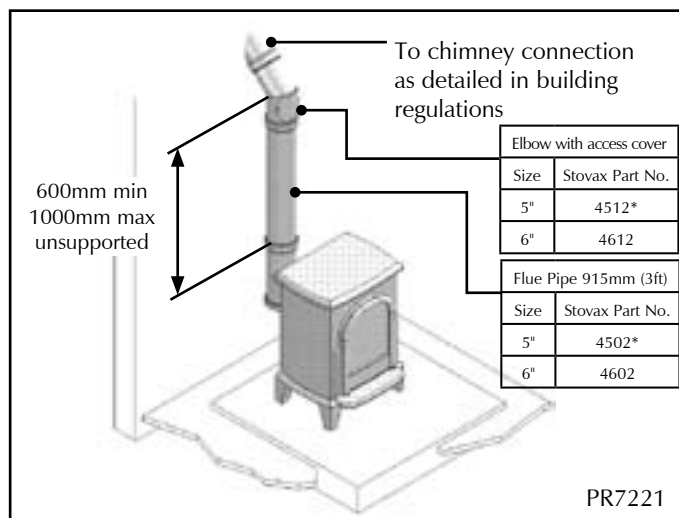 To chimney connection
as detailed in building
regulations
600mm min
1000mm max
unsupported
Elbow with access cover
Size Stovax Part No.
5" 4512*
6" 4612
Flue Pipe 915mm (3ft)
Size Stovax Part No.
5" 4502*
6" 4602
PR7221